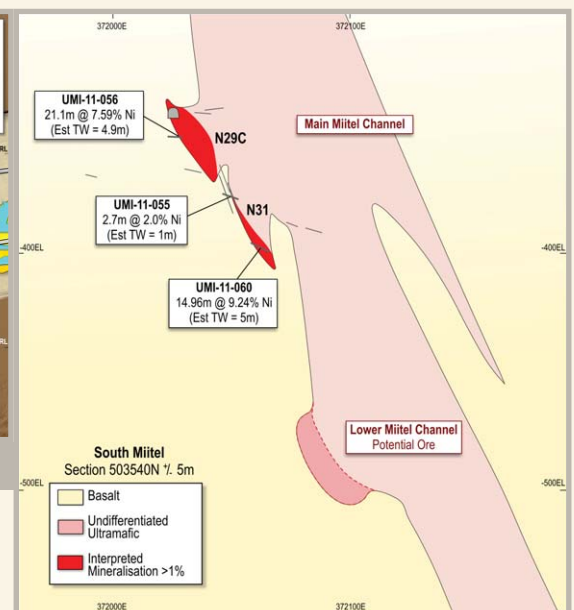 372000E
372100E
UMI-11-056
21.1m @ 7.59% Ni
(Est TW = 4.9m)
N29C
Main Miitel Channel
UMI-11-055
2.7m @ 2.0% Ni
(Est TW = 1m)
N31
-400EL
-400EL
UMI-11-060
14.96m @ 9.24% Ni
(Est TW = 5m)
Lower Miitel Channel
Potential Ore
South Miitel
Section 503540N +/- 5m
-500EL
-500EL
Basalt
Undifferentiated
Ultramafic
Interpreted
Mineralisation >1%
372000E
372100E